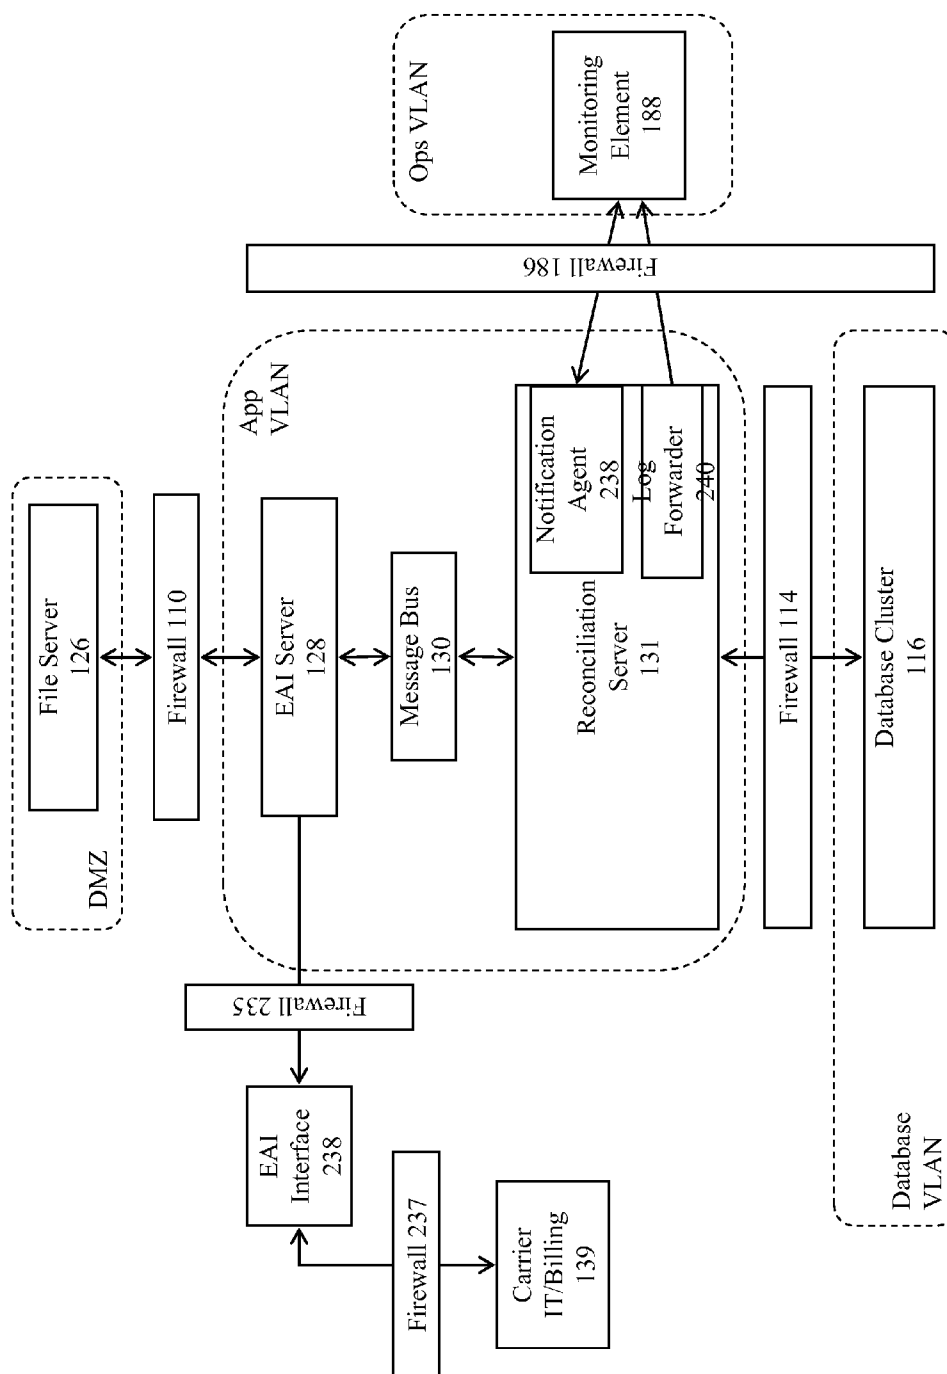 DMZ
File Server
126
Firewall 110
App
VLAN
EAI Server
128
Message Bus
130
Reconciliation
Server
131
Notification
Agent
238
Log
Forwarder
240
Firewall 114
Database Cluster
116
Database
VLAN
Firewall 235
EAI
Interface
238
Firewall 237
Carrier
IT/Billing
139
Firewall 186
Ops VLAN
Monitoring
Element
188